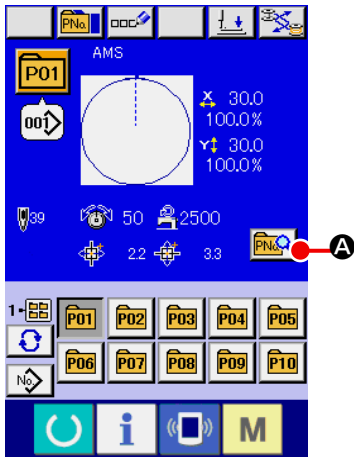 PNo.
AMS
P01
001
X 30.0
100.0%
Y 30.0
100.0%
39
50
2500
2.2
3.3
PNo.
A
1-
P01 P02 P03 P04 P05
No.
P06 P07 P08 P09 P10
i
M